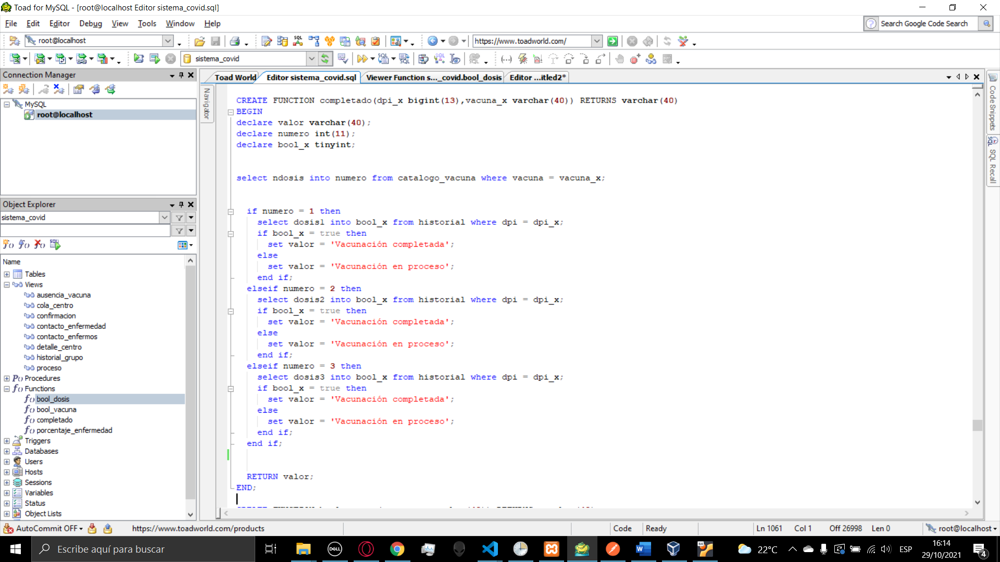 Toad for MySQL - [root@localhost Editor sistema_covid.sql]
File Edit Editor Debug View Tools Window Help
Search Google Code Search
root@localhost
SQL
https://www.toadworld.com/
sistema_covid
Connection Manager
MySQL
root@localhost
Object Explorer
sistema_covid
Name
Tables
Views
ausencia_vacuna
cola_centro
confirmacion
contacto_enfermedad
contacto_enfermos
detalle_centro
historial_grupo
proceso
Procedures
Functions
bool_dosis
bool_vacuna
completado
porcentaje_enfermedad
Triggers
Databases
Users
Hosts
Sessions
Variables
Status
Object Lists
Toad World
Editor sistema_covid.sql
Viewer Function s..._covid.bool_dosis
Editor ...itled2*
Navigator
CREATE FUNCTION completado(dpi_x bigint(13),vacuna_x varchar(40)) RETURNS varchar(40)
BEGIN
declare valor varchar(40);
declare numero int(11);
declare bool_x tinyint;
select ndosis into numero from catalogo_vacuna where vacuna = vacuna_x;
if numero = 1 then
select dosis1 into bool_x from historial where dpi = dpi_x;
if bool_x = true then
set valor = 'Vacunación completada';
else
set valor = 'Vacunación en proceso';
end if;
elseif numero = 2 then
select dosis2 into bool_x from historial where dpi = dpi_x;
if bool_x = true then
set valor = 'Vacunación completada';
else
set valor = 'Vacunación en proceso';
end if;
elseif numero = 3 then
select dosis3 into bool_x from historial where dpi = dpi_x;
if bool_x = true then
set valor = 'Vacunación completada';
else
set valor = 'Vacunación en proceso';
end if;
end if;
RETURN valor;
END;
Code Snippets
SQL Recall
AutoCommit OFF
https://www.toadworld.com/products
Code
Ready
Ln 1061 Col 1 Off 26998 Len 0
root@localhost
Escribe aquí para buscar
22°C
ESP
16:14
29/10/2021
4